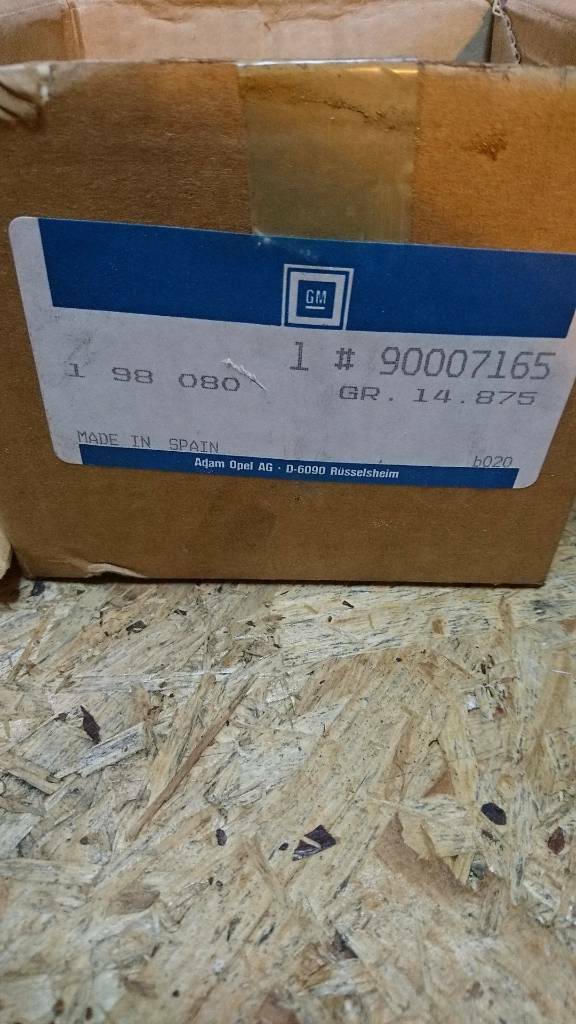 GM
1 # 90007165
1 98 080
GR. 14.875
MADE IN SPAIN
b020
Adam Opel AG · D-6090 Rüsselsheim